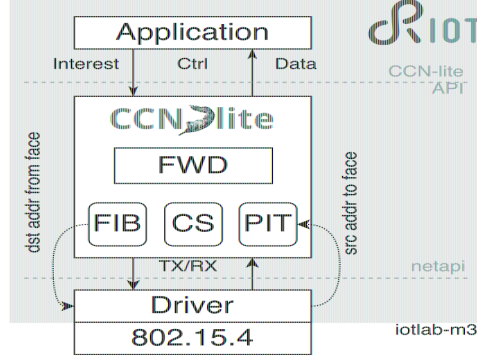 Application
RIOT
Interest Ctrl Data
CCN-lite
API
CCN lite
FWD
dst addr from face
src addr to face
FIB CS PIT
TX/RX
netapi
Driver
802.15.4
iotlab-m3